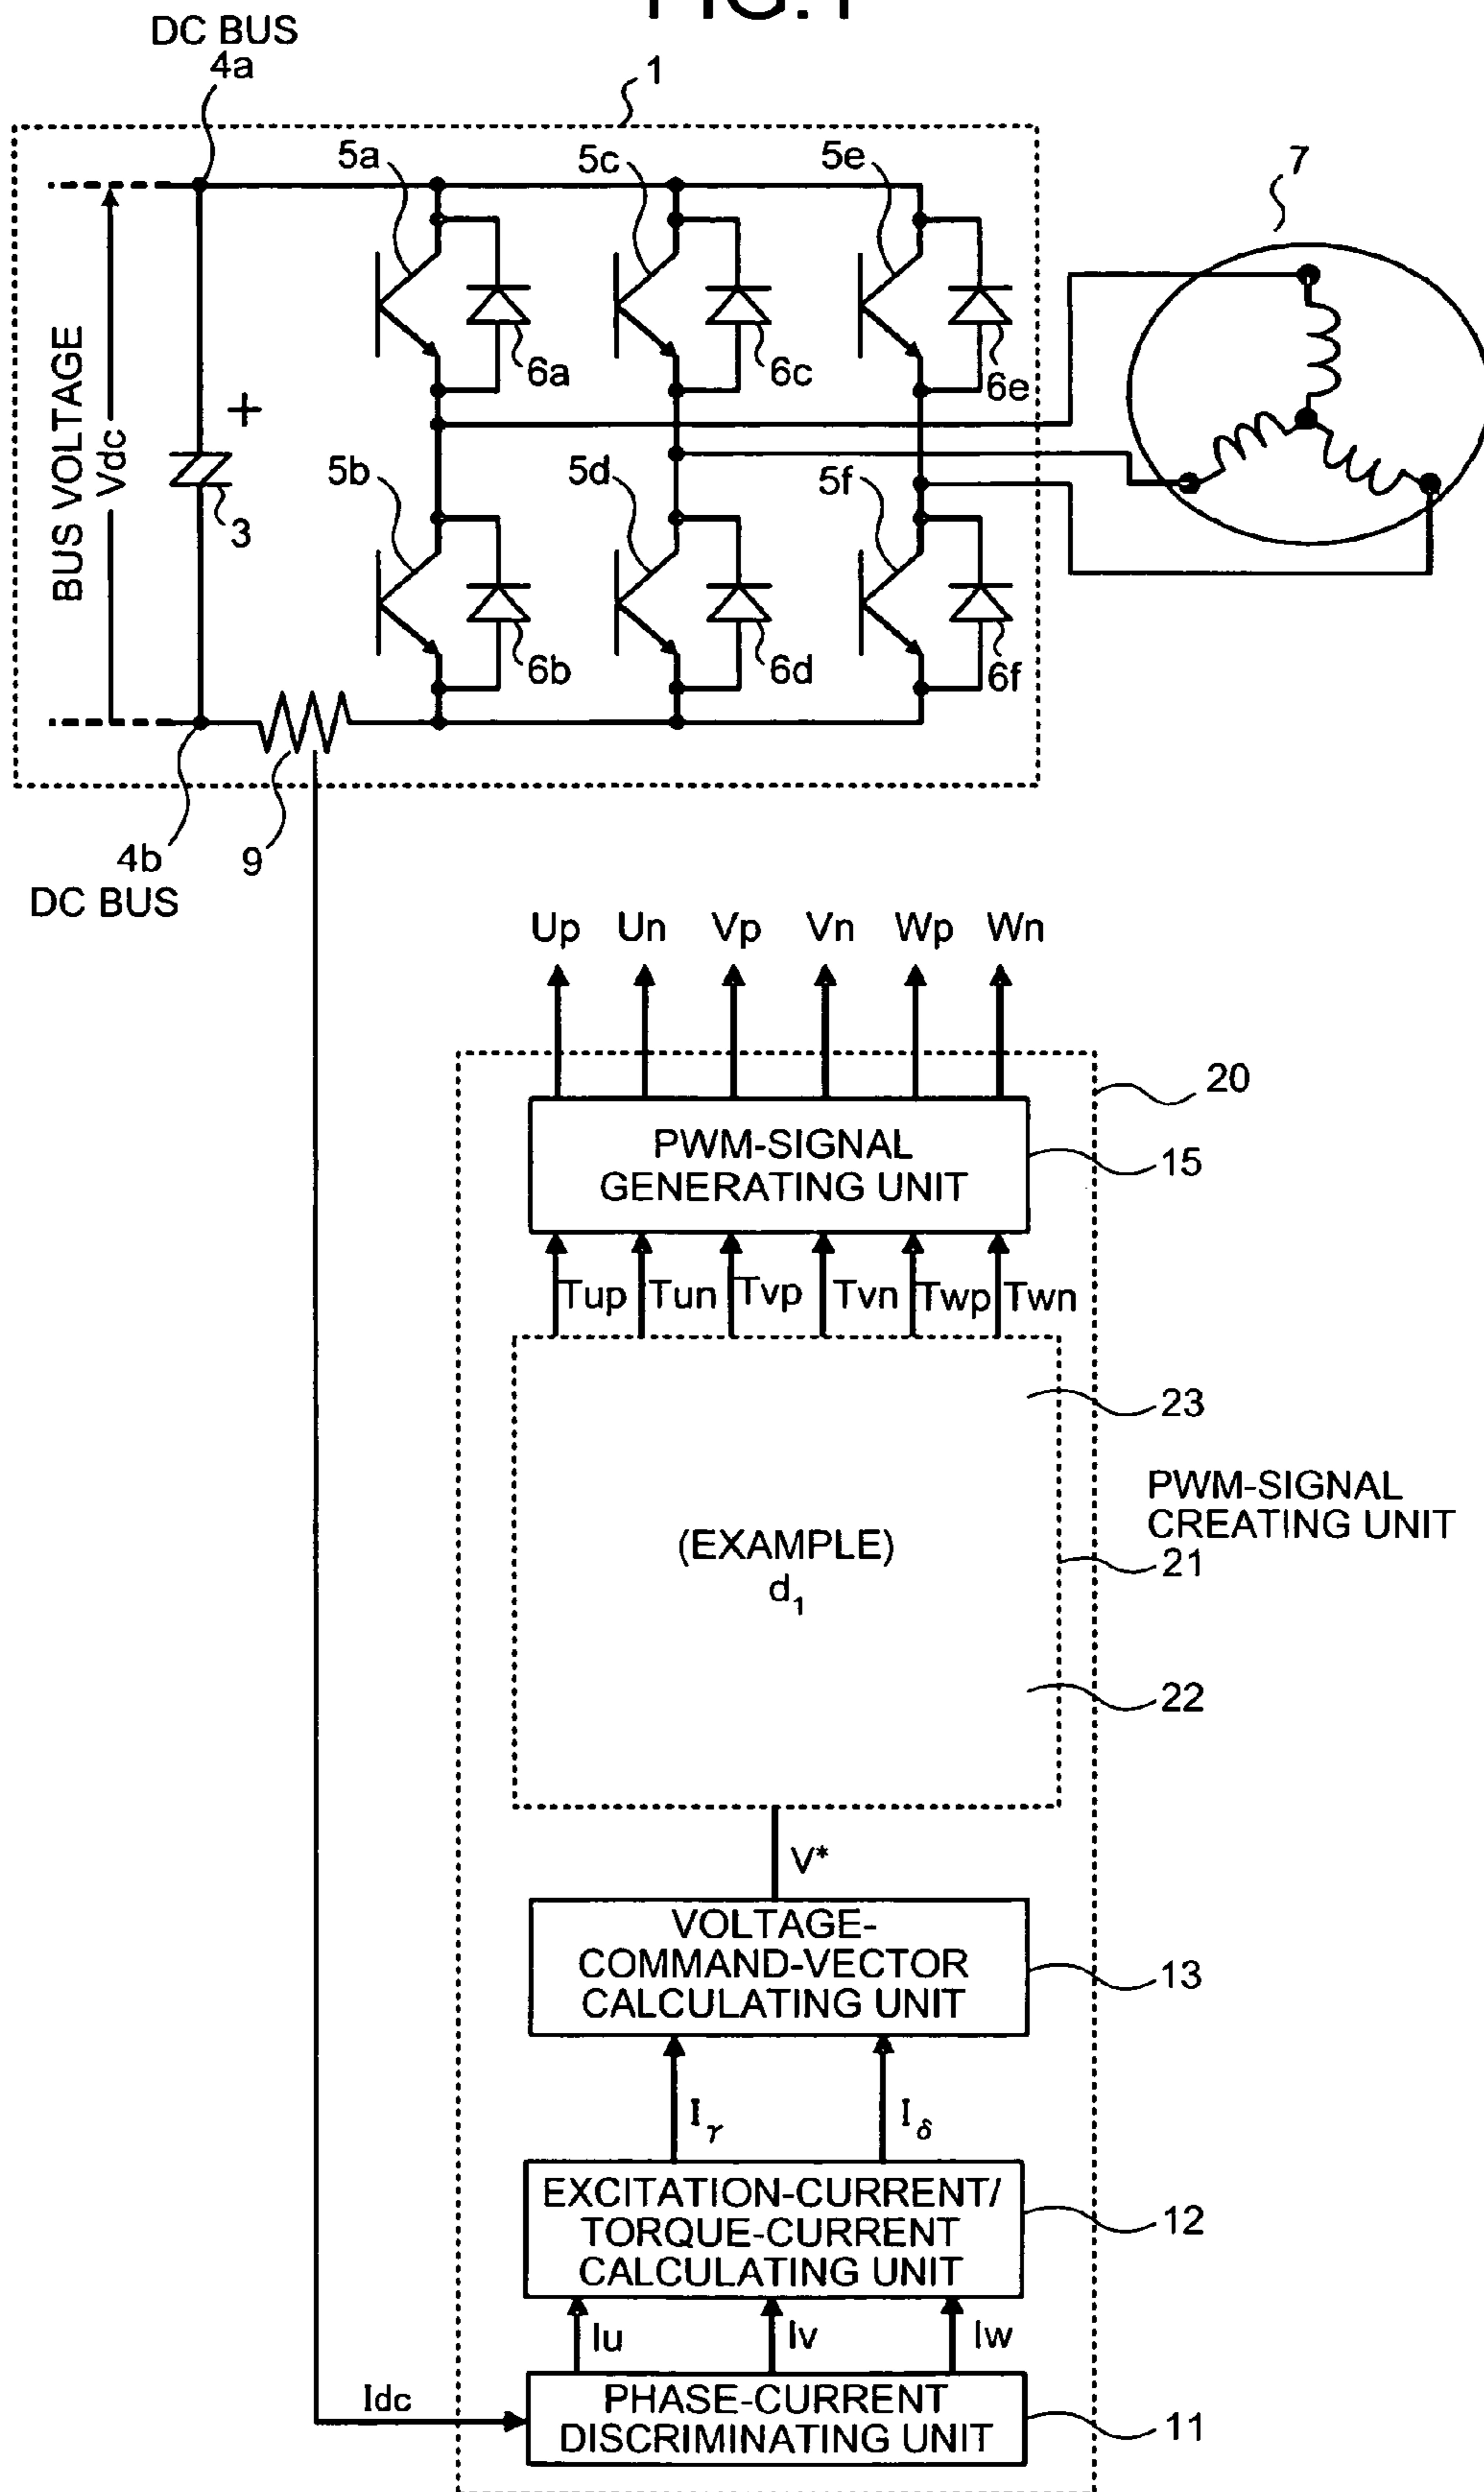 FIG.1
DC BUS
4a
1
5a
5c
5e
7
6a
6c
6e
BUS VOLTAGE
Vdc
+
3
5b
5d
5f
6b
6d
6f
4b
DC BUS
9
Up Un Vp Vn Wp Wn
20
PWM-SIGNAL
GENERATING UNIT
15
Tup Tun Tvp Tvn Twp Twn
23
PWM-SIGNAL
CREATING UNIT
21
(EXAMPLE)
d1
22
V*
VOLTAGE-
COMMAND-VECTOR
CALCULATING UNIT
13
Iγ Iδ
EXCITATION-CURRENT/
TORQUE-CURRENT
CALCULATING UNIT
12
Iu Iv Iw
Idc
PHASE-CURRENT
DISCRIMINATING UNIT
11